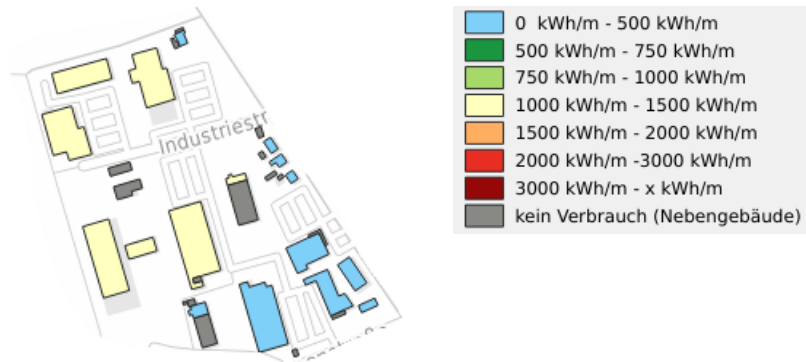 Industriestr
0 kWh/m - 500 kWh/m
500 kWh/m - 750 kWh/m
750 kWh/m - 1000 kWh/m
1000 kWh/m - 1500 kWh/m
1500 kWh/m - 2000 kWh/m
2000 kWh/m -3000 kWh/m
3000 kWh/m - x kWh/m
kein Verbrauch (Nebengebäude)